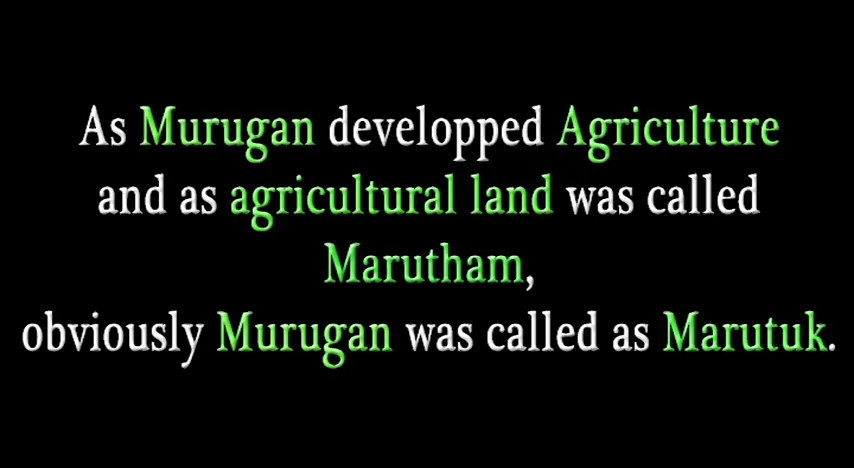 As Murugan developped Agriculture
and as agricultural land was called
Marutham,
obviously Murugan was called as Marutuk.